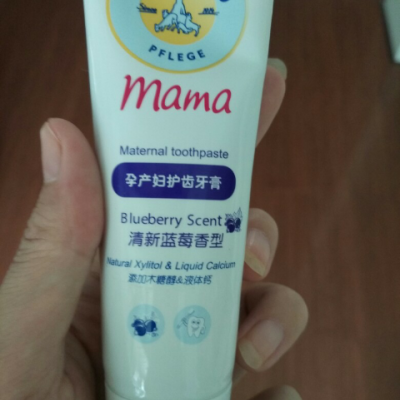 PFLEGE
mama
Maternal toothpaste
孕产妇护齿牙膏
Blueberry Scent
清新蓝莓香型
Natural Xylitol & Liquid Calcium
添加木糖醇&液体钙